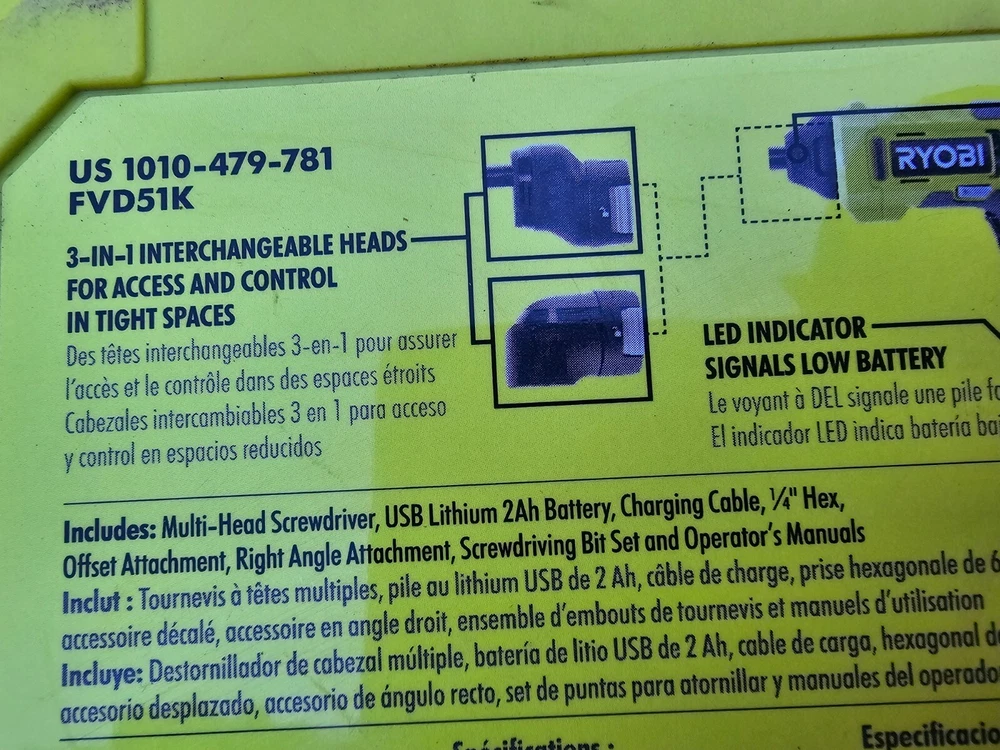 US 1010-479-781
FVD51K
3-IN-1 INTERCHANGEABLE HEADS
FOR ACCESS AND CONTROL
IN TIGHT SPACES
Des têtes interchangeables 3-en-1 pour assurer
l'accès et le contrôle dans des espaces étroits
Cabezales intercambiables 3 en 1 para acceso
y control en espacios reducidos
RYOBI
LED INDICATOR
SIGNALS LOW BATTERY
Le voyant à DEL signale une pile
El indicador LED indica batería
Includes: Multi-Head Screwdriver, USB Lithium 2Ah Battery, Charging Cable, ¼" Hex,
Offset Attachment, Right Angle Attachment, Screwdriving Bit Set and Operator's Manuals
Inclut : Tournevis à têtes multiples, pile au lithium USB de 2 Ah, câble de charge, prise hexagonale de 6
accessoire décalé, accessoire en angle droit, ensemble d'embouts de tournevis et manuels d'utilisation
Incluye: Destornillador de cabezal múltiple, batería de litio USB de 2 Ah, cable de carga, hexagonal
accesorio desplazado, accesorio de ángulo recto, set de puntas para atornillar y manuales del
Spécifications :